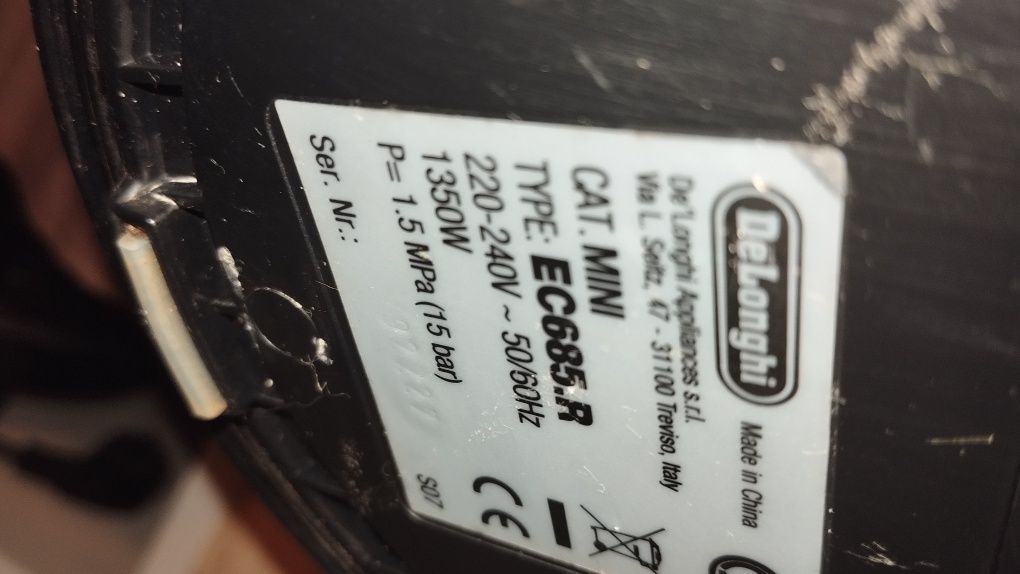 DeLonghi
Made in China
De'Longhi Appliances s.r.l.
Via L. Seitz, 47 - 31100 Treviso, Italy
CAT. MINI
TYPE: EC685.R
220-240V ~ 50/60Hz
1350W
P= 1.5 MPa (15 bar)
Ser. Nr.:
S07
CE